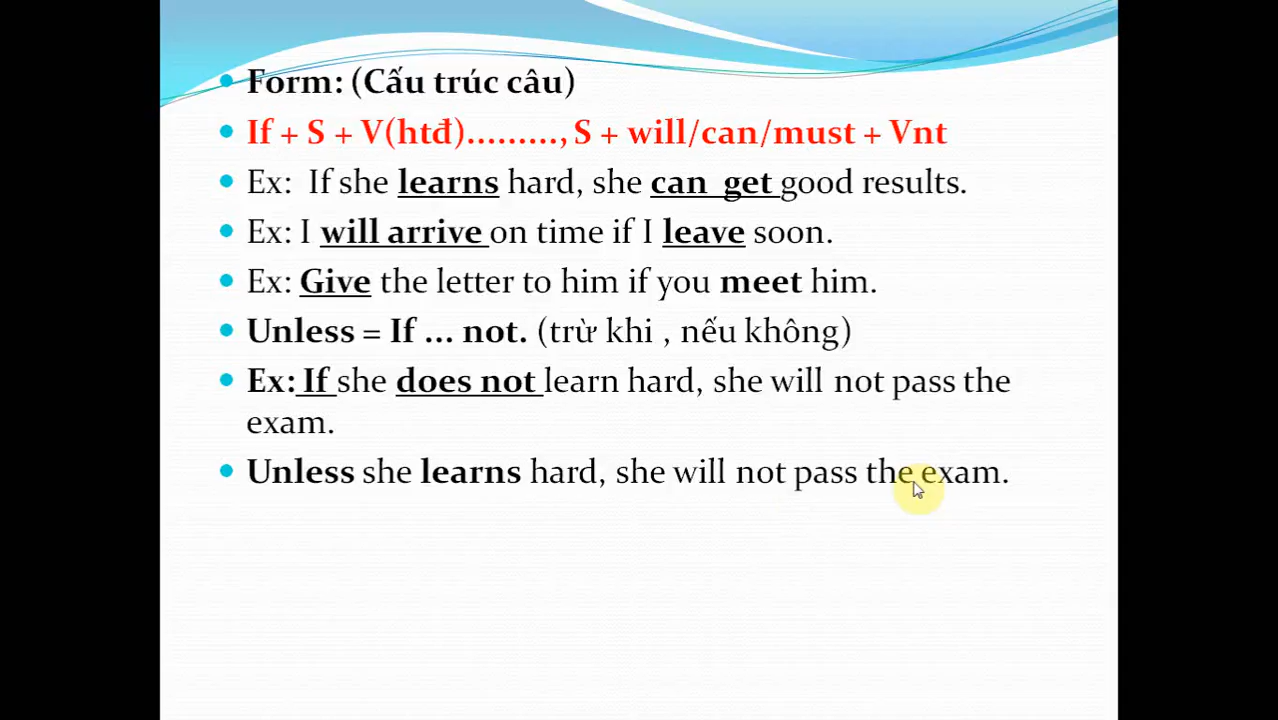 Form: (Cấu trúc câu)
If + S + V(htđ)………, S + will/can/must + Vnt
Ex: If she learns hard, she can get good results.
Ex: I will arrive on time if I leave soon.
Ex: Give the letter to him if you meet him.
Unless = If … not. (trừ khi , nếu không)
Ex: If she does not learn hard, she will not pass the
exam.
Unless she learns hard, she will not pass the exam.